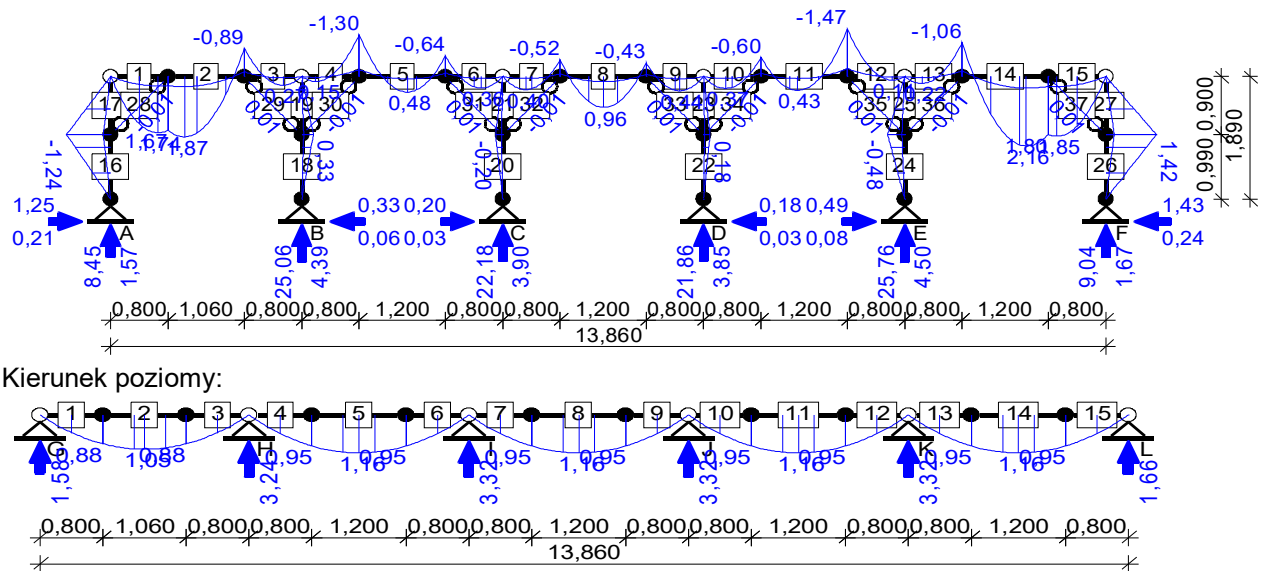 -0,89 -1,30 -0,64 -0,52 -0,43 -0,60 -1,47 -1,06
1 2 3 4 5 6 7 8 9 10 11 12 13 14 15
0,48 0,96 0,43
17 28 29 19 30 31 21 32 33 23 34 35 25 36 37 27
1,67 1,74 1,87 2,16 1,80 1,85
-1,24 -0,33 -0,20 0,18 -0,48 1,42
16 18 20 22 24 26
0,900 0,990
1,890
1,25 0,33 0,20 0,18 0,49 1,43
A B C D E F
0,21 0,06 0,03 0,03 0,08 0,24
8,45 1,57 25,06 4,39 22,18 3,90 21,86 3,85 25,76 4,50 9,04 1,67
0,800 1,060 0,800 0,800 1,200 0,800 0,800 1,200 0,800 0,800 1,200 0,800 0,800 1,200 0,800
13,860
Kierunek poziomy:
1 2 3 4 5 6 7 8 9 10 11 12 13 14 15
G H I J K L
0,88 1,05 0,88 0,95 1,16 0,95 0,95 1,16 0,95 0,95 1,16 0,95 0,95 1,16 0,95
1,58 3,24 3,32 3,32 3,32 1,66
0,800 1,060 0,800 0,800 1,200 0,800 0,800 1,200 0,800 0,800 1,200 0,800 0,800 1,200 0,800
13,860